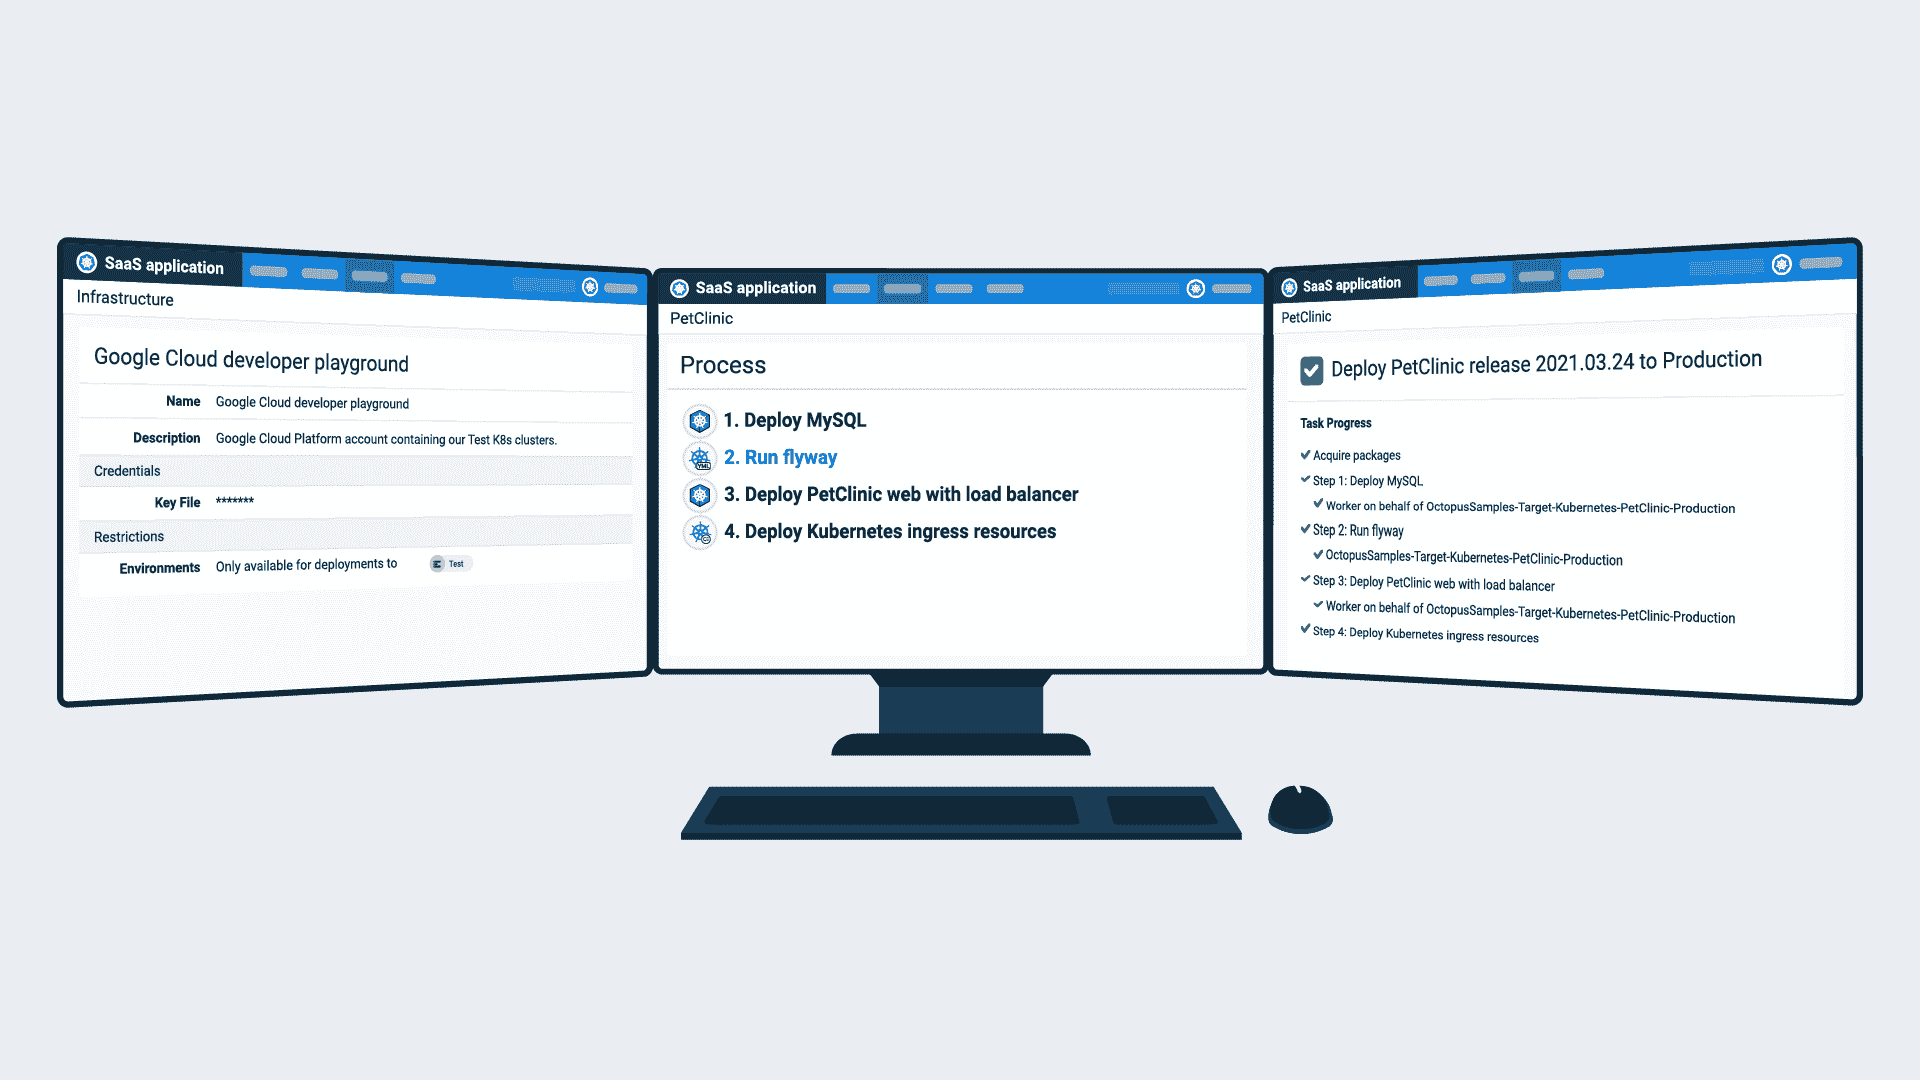 SaaS application
Infrastructure
Google Cloud developer playground
Name Google Cloud developer playground
Description Google Cloud Platform account containing our Test K8s clusters.
Credentials
Key File *******
Restrictions
Environments Only available for deployments to Test
SaaS application
PetClinic
Process
1. Deploy MySQL
YML 2. Run flyway
3. Deploy PetClinic web with load balancer
4. Deploy Kubernetes ingress resources
SaaS application
PetClinic
Deploy PetClinic release 2021.03.24 to Production
Task Progress
Acquire packages
Step 1: Deploy MySQL
Worker on behalf of OctopusSamples-Target-Kubernetes-PetClinic-Production
Step 2: Run flyway
OctopusSamples-Target-Kubernetes-PetClinic-Production
Step 3: Deploy PetClinic web with load balancer
Worker on behalf of OctopusSamples-Target-Kubernetes-PetClinic-Production
Step 4: Deploy Kubernetes ingress resources